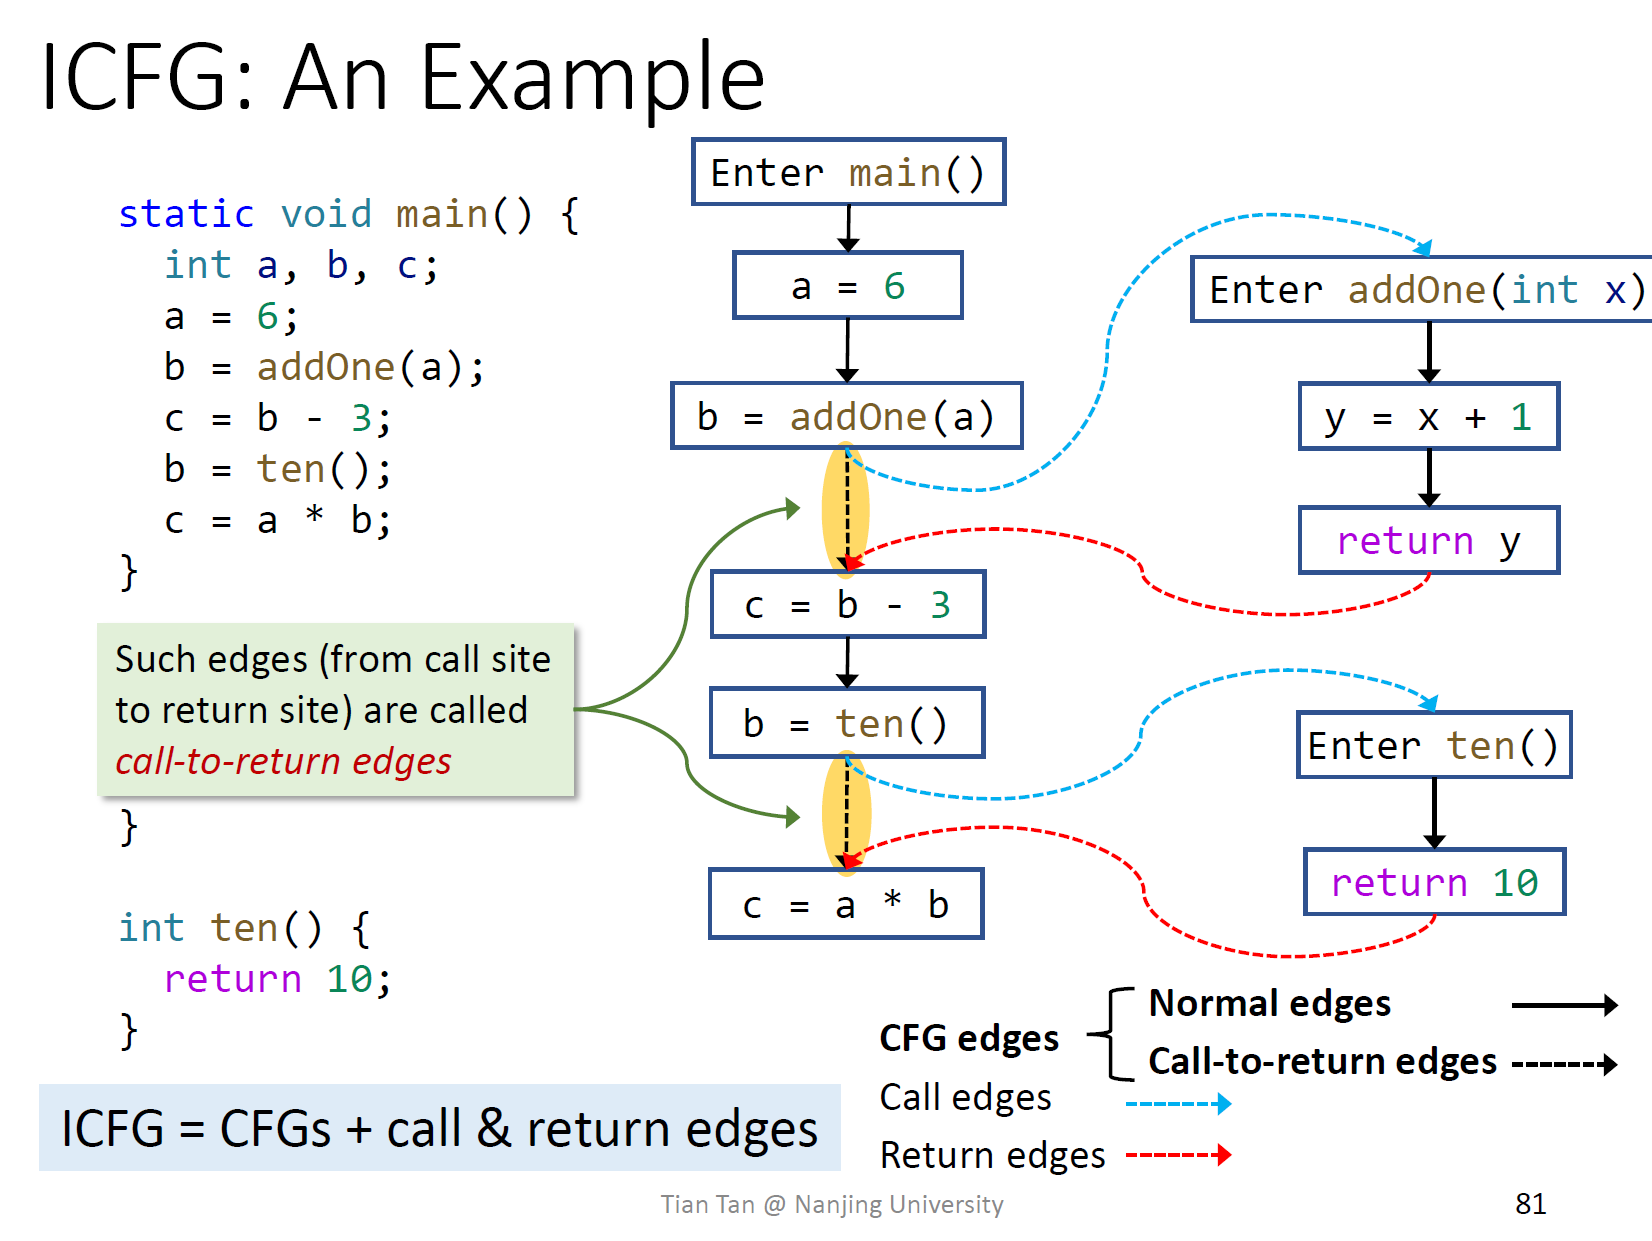 ICFG: An Example
static void main() {
int a, b, c;
a = 6;
b = addOne(a);
c = b - 3;
b = ten();
c = a * b;
}
Such edges (from call site
to return site) are called
call-to-return edges
}
int ten() {
return 10;
}
ICFG = CFGs + call & return edges
Enter main()
a = 6
b = addOne(a)
c = b - 3
b = ten()
c = a * b
Enter addOne(int x)
y = x + 1
return y
Enter ten()
return 10
CFG edges
Normal edges
Call-to-return edges
Call edges
Return edges
Tian Tan @ Nanjing University
81